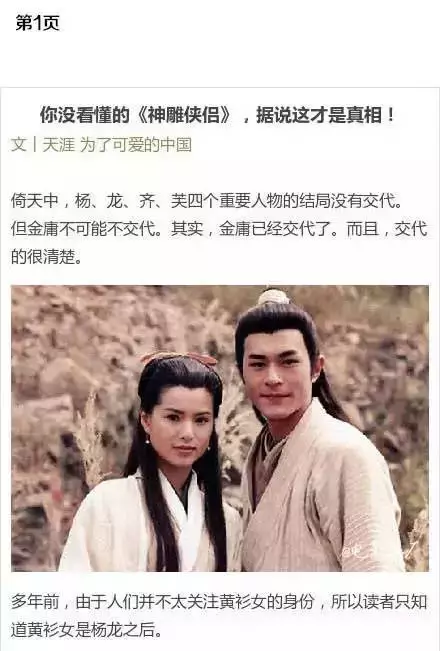 第1页
你没看懂的《神雕侠侣》，据说这才是真相！
文丨天涯 为了可爱的中国
倚天中，杨、龙、齐、芙四个重要人物的结局没有交代。
但金庸不可能不交代。其实，金庸已经交代了。而且，交代
的很清楚。
多年前，由于人们并不太关注黄衫女的身份，所以读者只知
道黄衫女是杨龙之后。